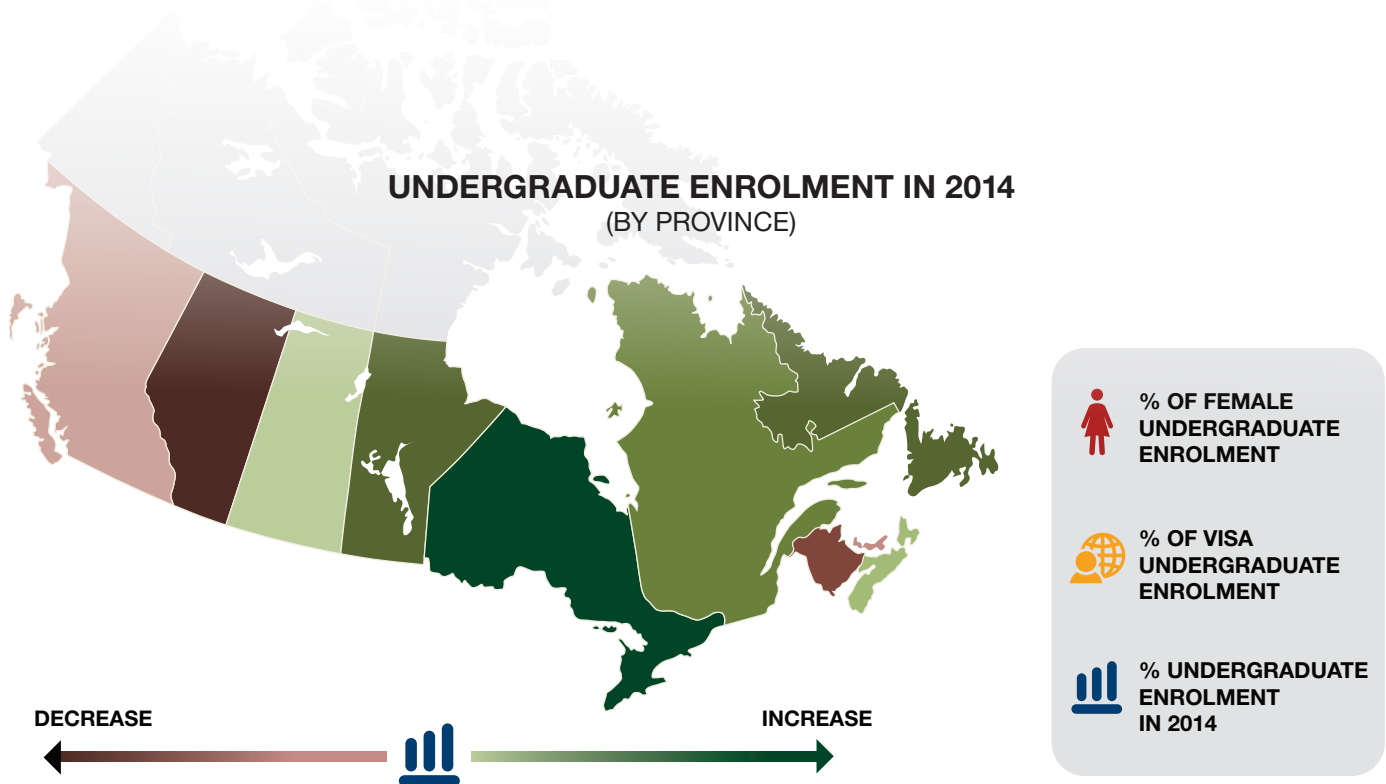 UNDERGRADUATE ENROLMENT IN 2014
(BY PROVINCE)
% OF FEMALE
UNDERGRADUATE
ENROLMENT
% OF VISA
UNDERGRADUATE
ENROLMENT
% UNDERGRADUATE
ENROLMENT
IN 2014
DECREASE
INCREASE